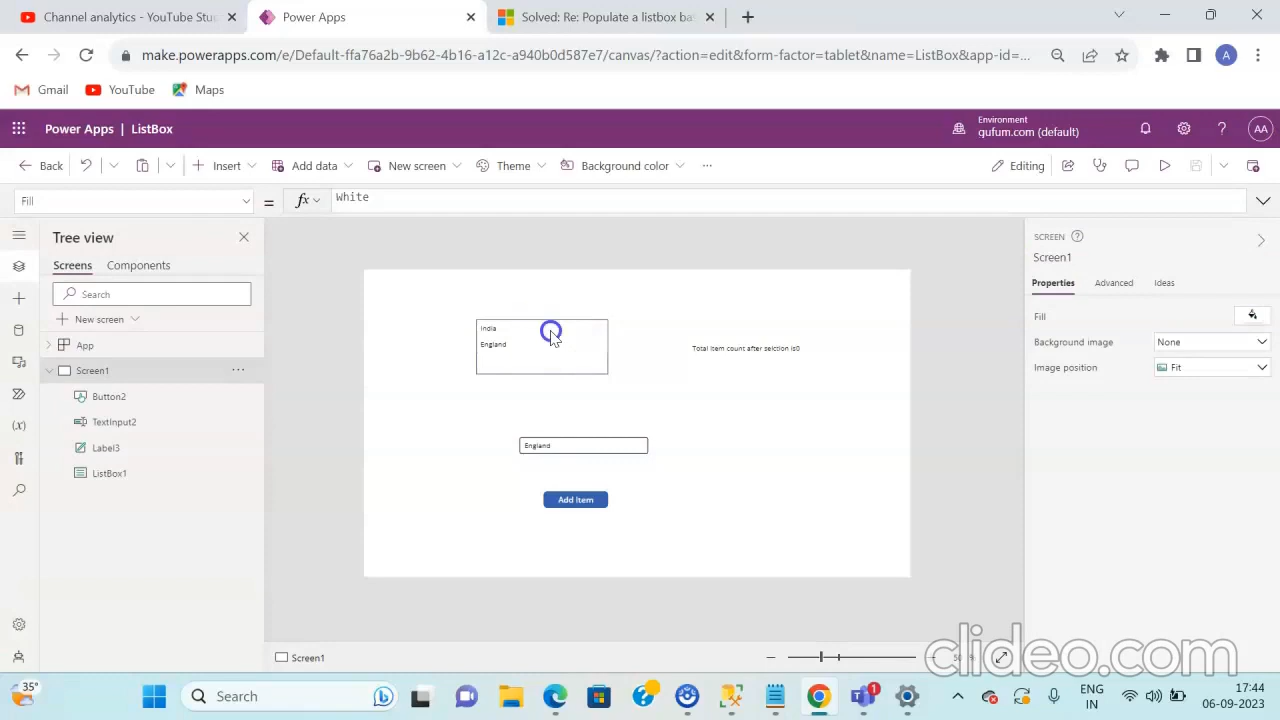 Channel analytics - YouTube Stu
Power Apps
Solved: Re: Populate a listbox ba
make.powerapps.com/e/Default-ffa76a2b-9b62-4b16-a12c-a940b0d587e7/canvas/?action=edit&form-factor=tablet&name=ListBox&app-id=...
A
Gmail
YouTube
Maps
Power Apps | ListBox
Environment
qufum.com (default)
AA
Back
Insert
Add data
New screen
Theme
Background color
...
Editing
Fill
=
fx
White
Tree view
Screens
Components
Search
New screen
App
Screen1
Button2
TextInput2
Label3
ListBox1
India
England
Total item count after selction is0
England
Add Item
SCREEN
Screen1
Properties
Advanced
Ideas
Fill
Background image
None
Image position
Fit
Screen1
clideo.com
35°
Search
1
ENG
IN
17:44
06-09-2023